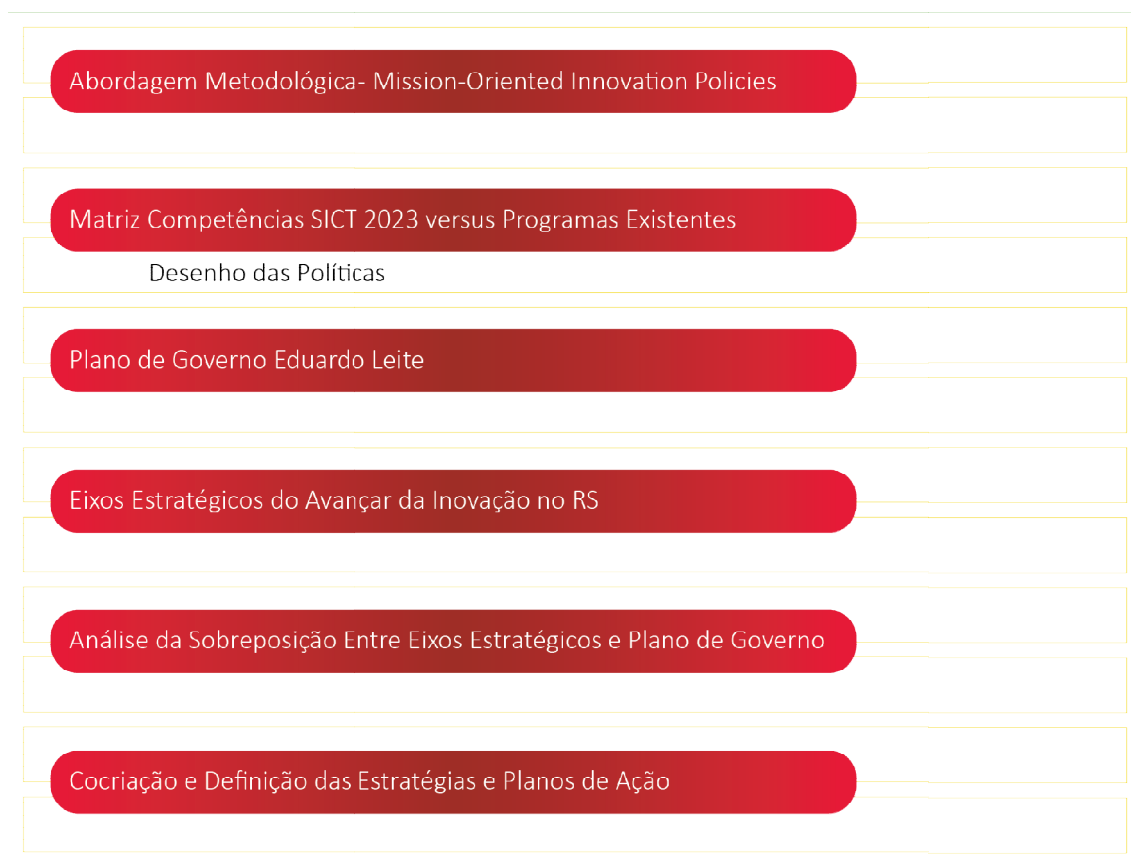 Abordagem Metodológica- Mission-Oriented Innovation Policies
Matriz Competências SICT 2023 versus Programas Existentes
Desenho das Políticas
Plano de Governo Eduardo Leite
Eixos Estratégicos do Avançar da Inovação no RS
Análise da Sobreposição Entre Eixos Estratégicos e Plano de Governo
Cocriação e Definição das Estratégias e Planos de Ação